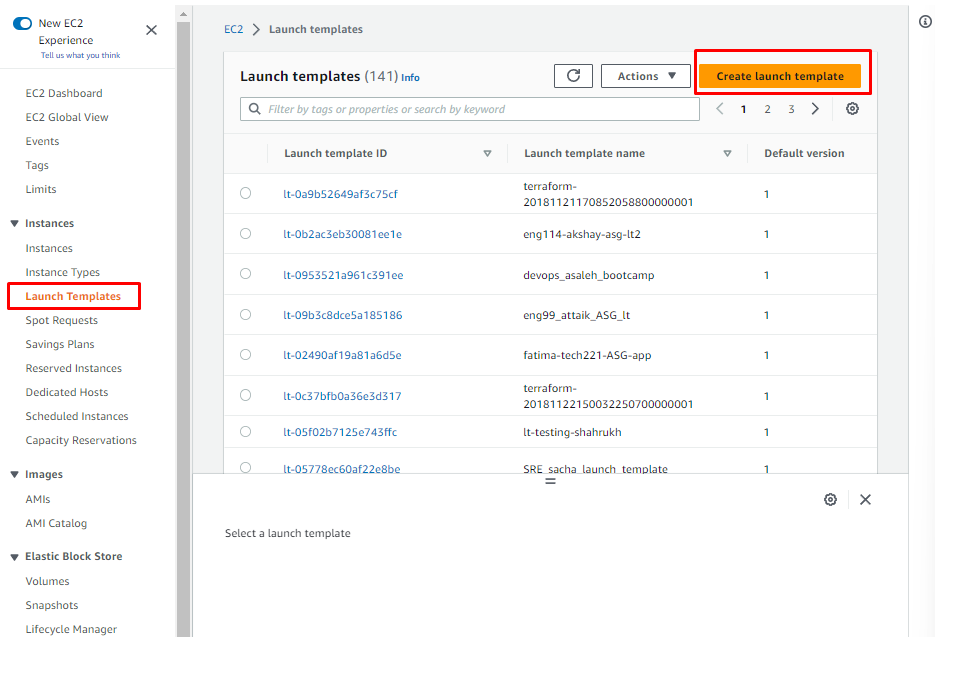 New EC2
Experience
Tell us what you think
EC2 Dashboard
EC2 Global View
Events
Tags
Limits
Instances
Instances
Instance Types
Launch Templates
Spot Requests
Savings Plans
Reserved Instances
Dedicated Hosts
Scheduled Instances
Capacity Reservations
Images
AMIs
AMI Catalog
Elastic Block Store
Volumes
Snapshots
Lifecycle Manager
EC2 Launch templates
Launch templates (141) Info
Actions
Create launch template
Filter by tags or properties or search by keyword
1 2 3
Launch template ID Launch template name Default version
lt-0a9b52649af3c75cf terraform-20181121170852058800000001 1
lt-0b2ac3eb30081ee1e eng114-akshay-asg-lt2 1
lt-0953521a961c391ee devops_asaleh_bootcamp 1
lt-09b3c8dce5a185186 eng99_attaik_ASG_lt 1
lt-02490af19a81a6d5e fatima-tech221-ASG-app 1
lt-0c37bfb0a36e3d317 terraform-20181122150032250700000001 1
lt-05f02b7125e743ffc lt-testing-shahrukh 1
lt-05778ec60af22e8be SRE_sacha_launch_template 1
Select a launch template